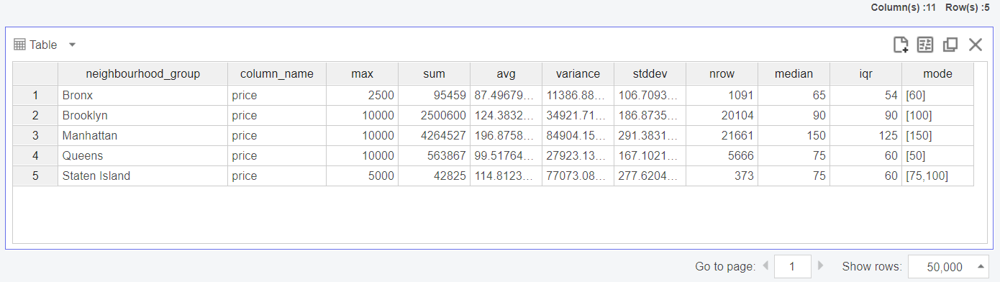 Column(s) :11 Row(s) :5
Table
neighbourhood_group column_name max sum avg variance stddev nrow median iqr mode
1 Bronx price 2500 95459 87.49679... 11386.88... 106.7093... 1091 65 54 [60]
2 Brooklyn price 10000 2500600 124.3832... 34921.71... 186.8735... 20104 90 90 [100]
3 Manhattan price 10000 4264527 196.8758... 84904.15... 291.3831... 21661 150 125 [150]
4 Queens price 10000 563867 99.51764... 27923.13... 167.1021... 5666 75 60 [50]
5 Staten Island price 5000 42825 114.8123... 77073.08... 277.6204... 373 75 60 [75,100]
Go to page: 1 Show rows: 50,000